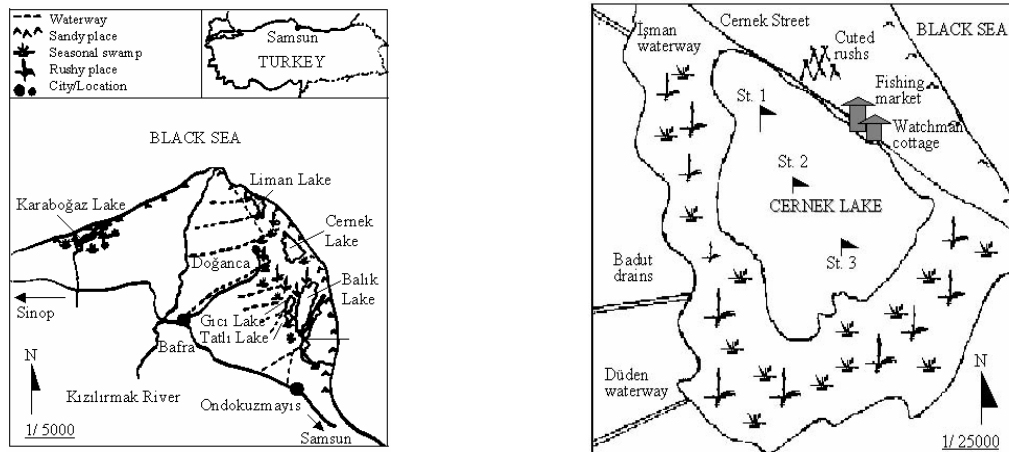 Waterway
Sandy place
Seasonal swamp
Rushy place
City/Location
Samsun
TURKEY
BLACK SEA
Liman Lake
Karaboğaz Lake
Cernek
Lake
Doğanca
Balık
Lake
Sinop
Gıcı Lake
Tatlı Lake
Bafra
N
Kızılırmak River
Ondokuzmayıs
1/ 5000
Samsun
İşman
waterway
Cernek Street
BLACK SEA
Cuted
rushs
Fishing
market
St. 1
Watchman
cottage
St. 2
CERNEK LAKE
Badut
drains
St. 3
Düden
waterway
N
1/ 25000